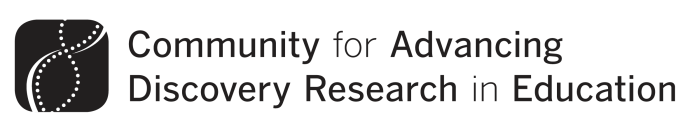 Community for Advancing
Discovery Research in Education